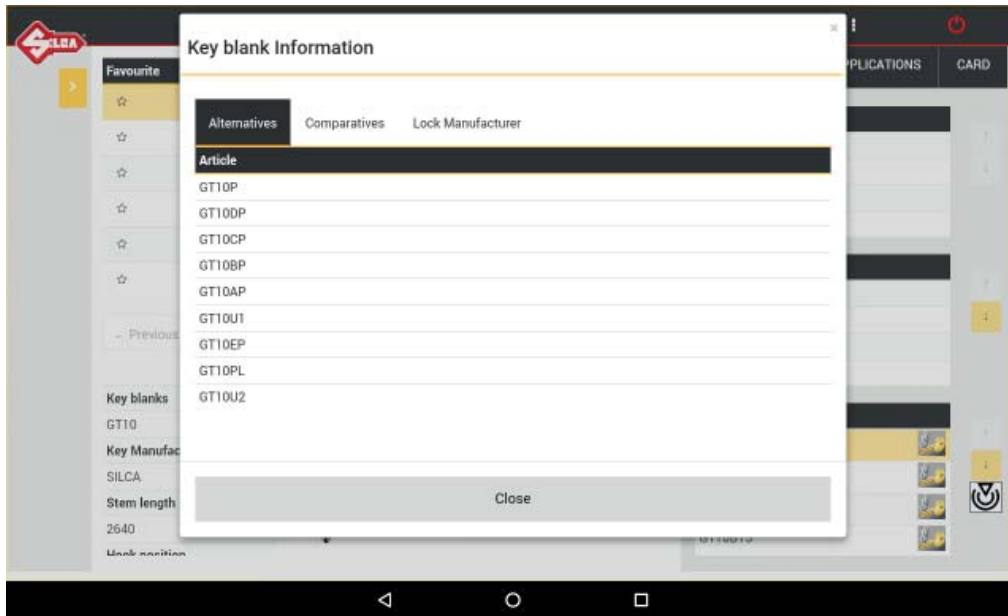 SILCA
Key blank Information
×
PLICATIONS
CARD
Favourite
Alternatives
Comparatives
Lock Manufacturer
Article
GT10P
GT10DP
GT10CP
GT10BP
GT10AP
GT10U1
GT10EP
GT10PL
GT10U2
← Previous
Key blanks
GT10
Key Manufac
SILCA
Stem length
2640
Close